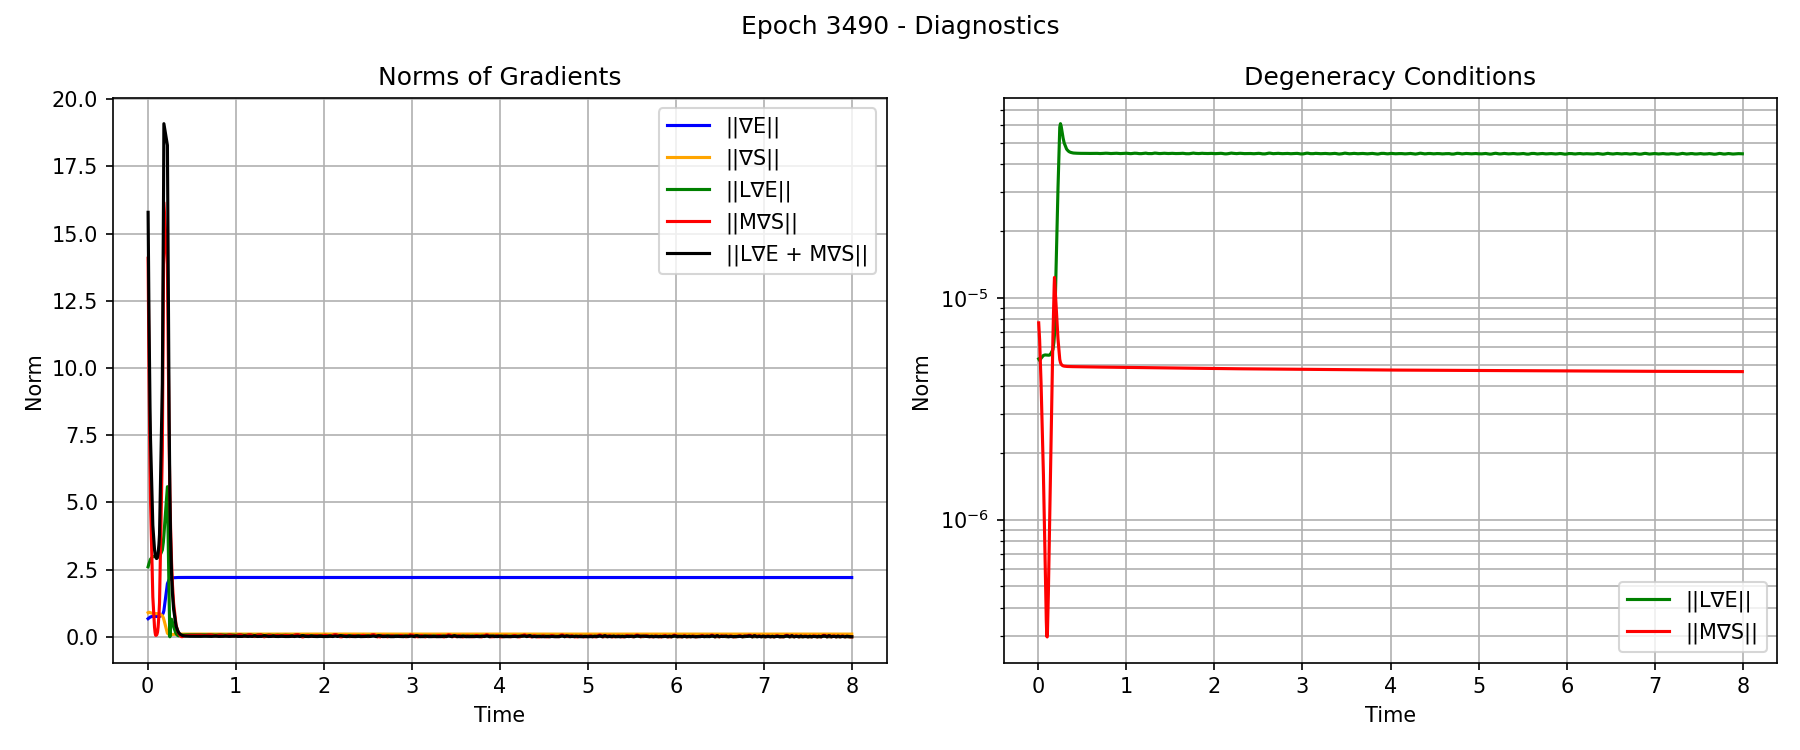 Epoch 3490 - Diagnostics
Norms of Gradients
20.0
17.5
15.0
12.5
10.0
7.5
5.0
2.5
0.0
Norm
0 1 2 3 4 5 6 7 8
Time
||∇E||
||∇S||
||L∇E||
||M∇S||
||L∇E + M∇S||
Degeneracy Conditions
10⁻⁵
10⁻⁶
Norm
0 1 2 3 4 5 6 7 8
Time
||L∇E||
||M∇S||